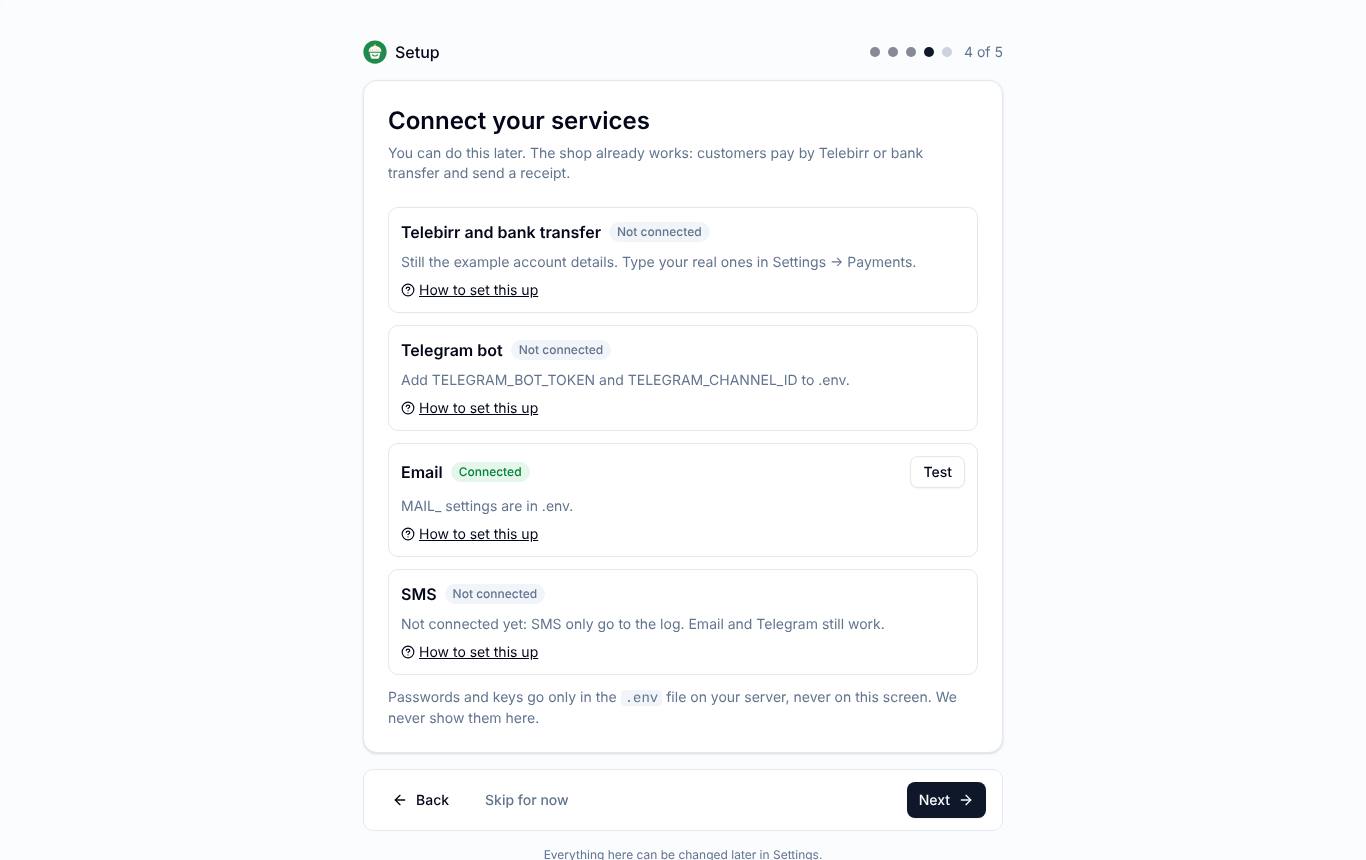 Setup
4 of 5
Connect your services
You can do this later. The shop already works: customers pay by Telebirr or bank
transfer and send a receipt.
Telebirr and bank transfer Not connected
Still the example account details. Type your real ones in Settings → Payments.
How to set this up
Telegram bot Not connected
Add TELEGRAM_BOT_TOKEN and TELEGRAM_CHANNEL_ID to .env.
How to set this up
Email Connected Test
MAIL_ settings are in .env.
How to set this up
SMS Not connected
Not connected yet: SMS only go to the log. Email and Telegram still work.
How to set this up
Passwords and keys go only in the .env file on your server, never on this screen. We
never show them here.
← Back Skip for now Next →
Everything here can be changed later in Settings.